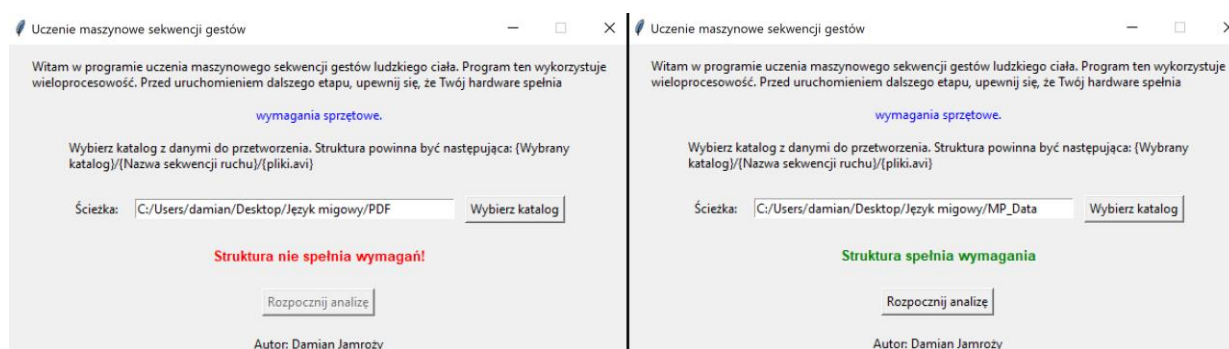 Uczenie maszynowe sekwencji gestów
Witam w programie uczenia maszynowego sekwencji gestów ludzkiego ciała. Program ten wykorzystuje
wieloprocesowość. Przed uruchomieniem dalszego etapu, upewnij się, że Twój hardware spełnia
wymagania sprzętowe.
Wybierz katalog z danymi do przetworzenia. Struktura powinna być następująca: {Wybrany
katalog}/{Nazwa sekwencji ruchu}/{pliki.avi}
Ścieżka: C:/Users/damian/Desktop/Język migowy/PDF Wybierz katalog
Struktura nie spełnia wymagań!
Rozpocznij analizę
Autor: Damian Jamroży
Uczenie maszynowe sekwencji gestów
Witam w programie uczenia maszynowego sekwencji gestów ludzkiego ciała. Program ten wykorzystuje
wieloprocesowość. Przed uruchomieniem dalszego etapu, upewnij się, że Twój hardware spełnia
wymagania sprzętowe.
Wybierz katalog z danymi do przetworzenia. Struktura powinna być następująca: {Wybrany
katalog}/{Nazwa sekwencji ruchu}/{pliki.avi}
Ścieżka: C:/Users/damian/Desktop/Język migowy/MP_Data Wybierz katalog
Struktura spełnia wymagania
Rozpocznij analizę
Autor: Damian Jamroży